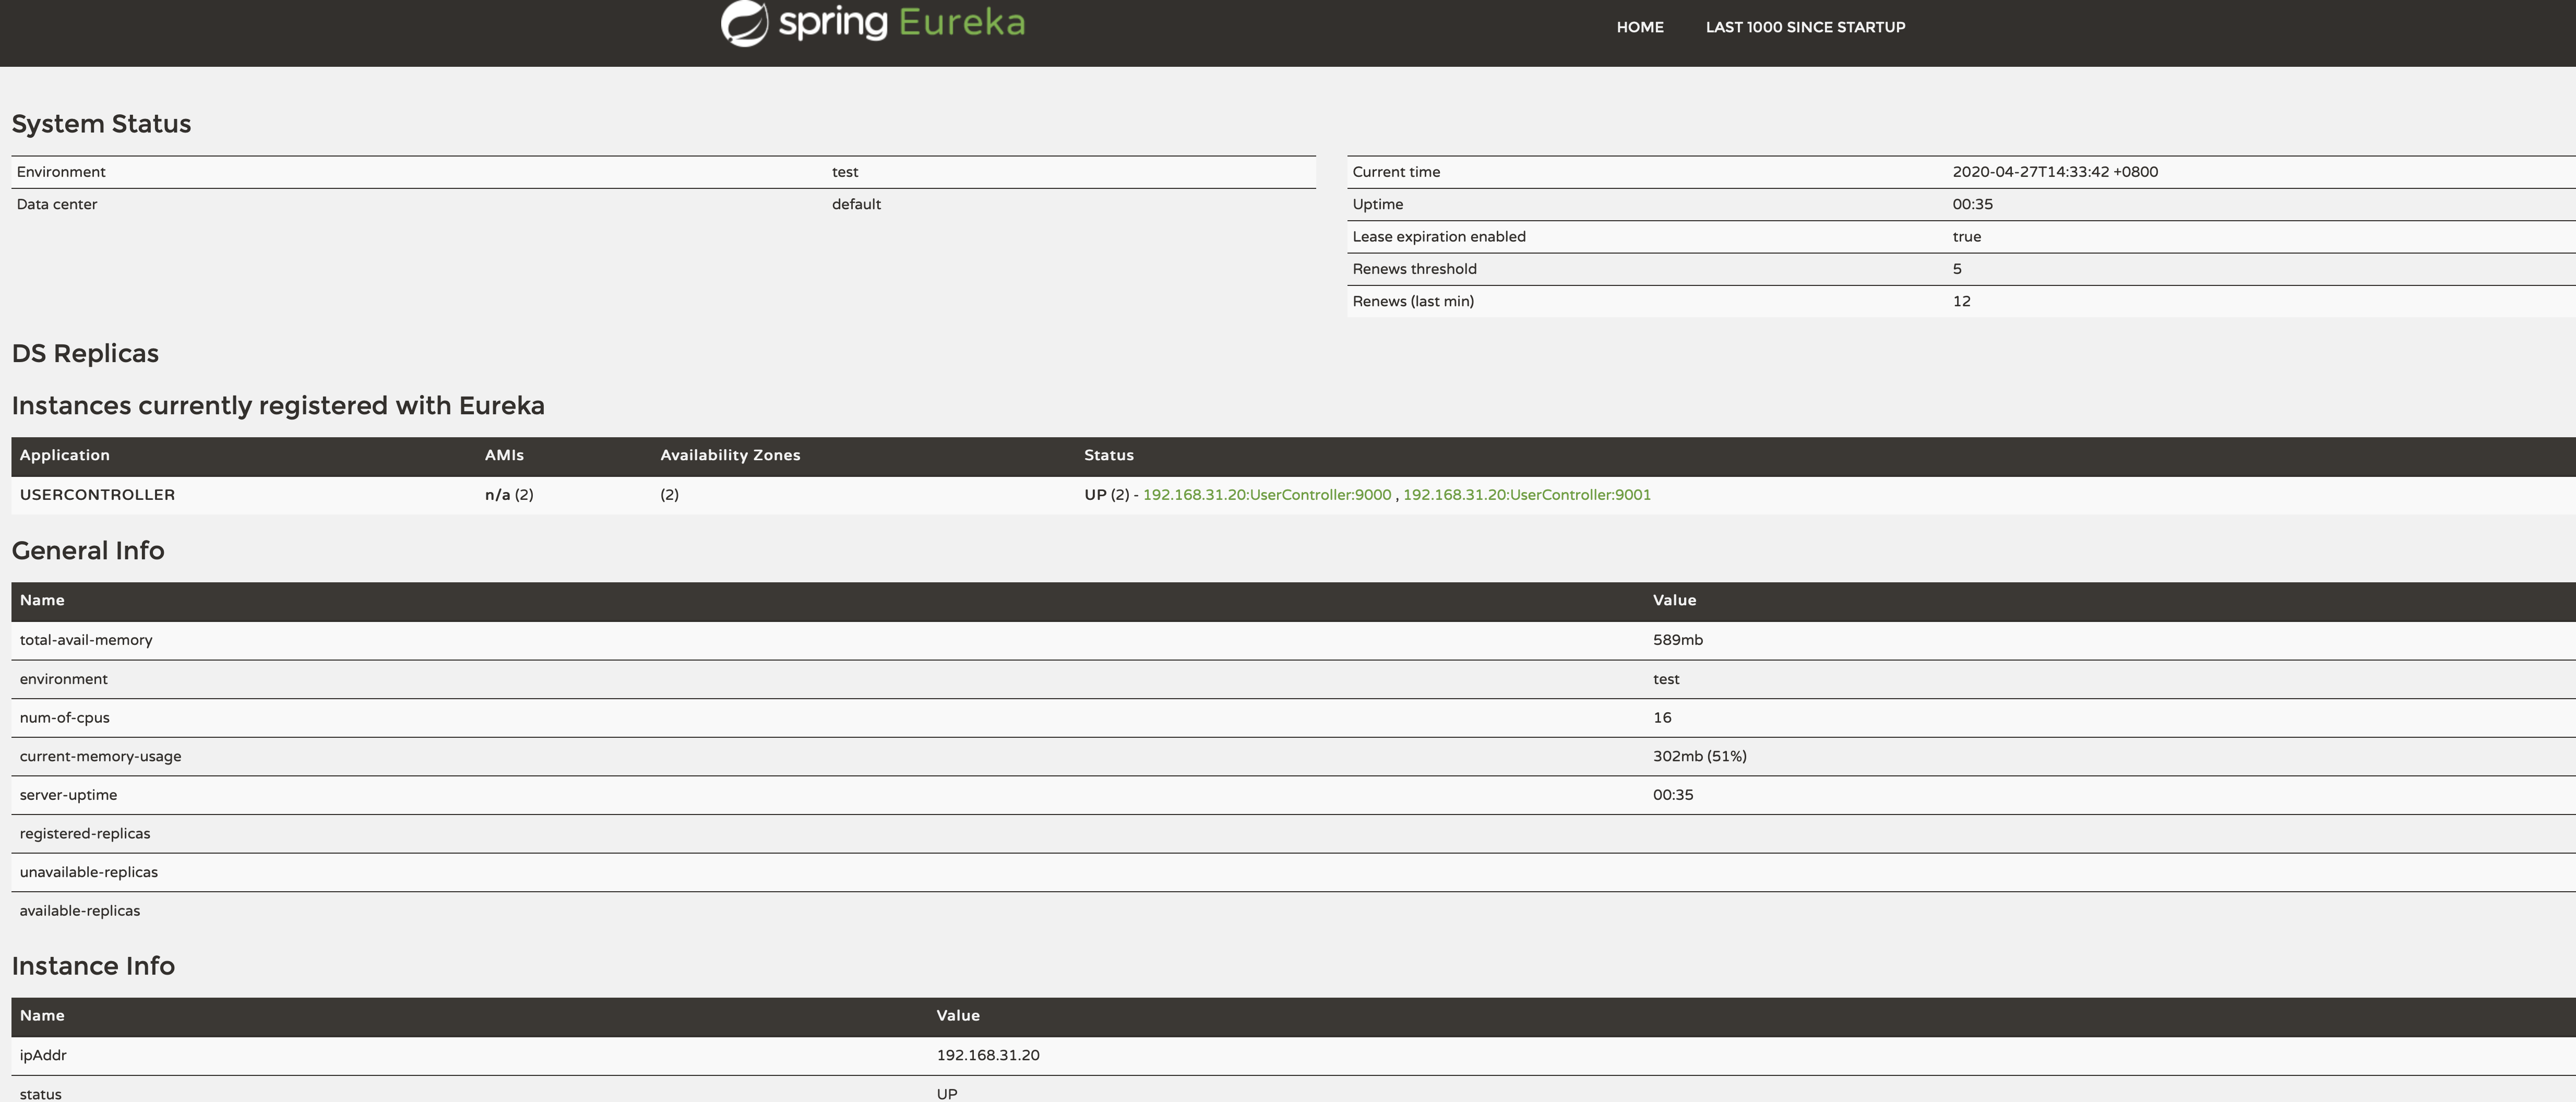 spring Eureka
HOME LAST 1000 SINCE STARTUP
System Status
Environment test
Data center default
Current time 2020-04-27T14:33:42 +0800
Uptime 00:35
Lease expiration enabled true
Renews threshold 5
Renews (last min) 12
DS Replicas
Instances currently registered with Eureka
Application AMIs Availability Zones Status
USERCONTROLLER n/a (2) (2) UP (2) - 192.168.31.20:UserController:9000 , 192.168.31.20:UserController:9001
General Info
Name Value
total-avail-memory 589mb
environment test
num-of-cpus 16
current-memory-usage 302mb (51%)
server-uptime 00:35
registered-replicas
unavailable-replicas
available-replicas
Instance Info
Name Value
ipAddr 192.168.31.20
status UP